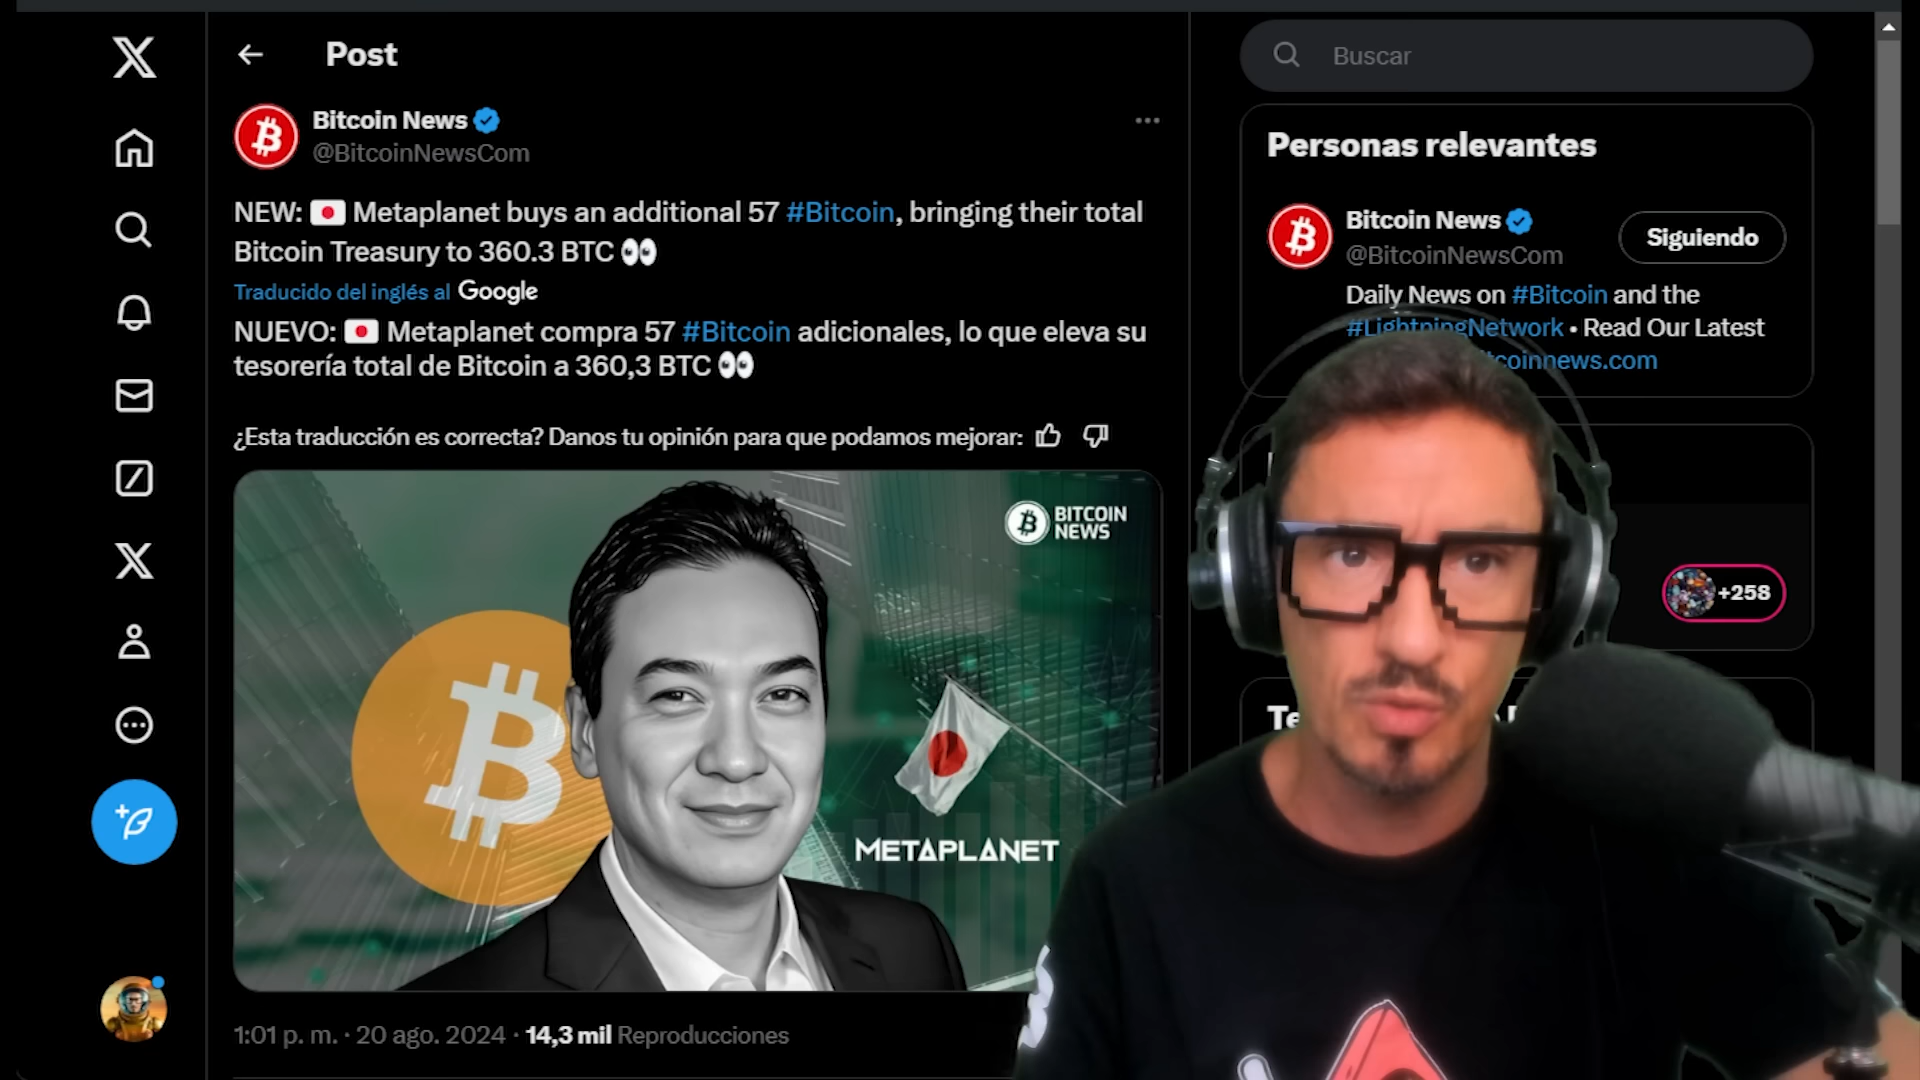 Post
Bitcoin News
@BitcoinNewsCom
NEW: 🇯🇵 Metaplanet buys an additional 57 #Bitcoin, bringing their total
Bitcoin Treasury to 360.3 BTC 👀
Traducido del inglés al Google
NUEVO: 🇯🇵 Metaplanet compra 57 #Bitcoin adicionales, lo que eleva su
tesorería total de Bitcoin a 360,3 BTC 👀
¿Esta traducción es correcta? Danos tu opinión para que podamos mejorar:
BITCOIN
NEWS
METAPLANET
1:01 p. m. · 20 ago. 2024 · 14,3 mil Reproducciones
Buscar
Personas relevantes
Bitcoin News
@BitcoinNewsCom
Siguiendo
Daily News on #Bitcoin and the
#LightningNetwork • Read Our Latest
tcoinnews.com
+258